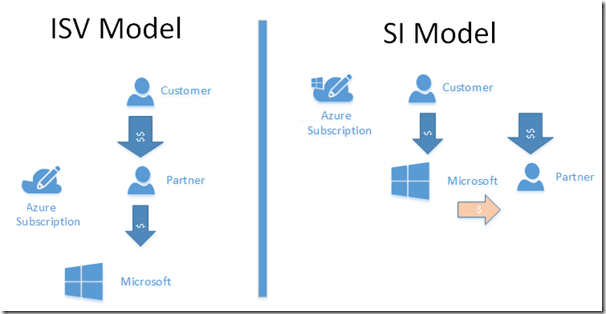 ISV Model
Customer
$$
Partner
Azure
Subscription
$
Microsoft
SI Model
Customer
Azure
Subscription
$
$$
Microsoft
Partner
$